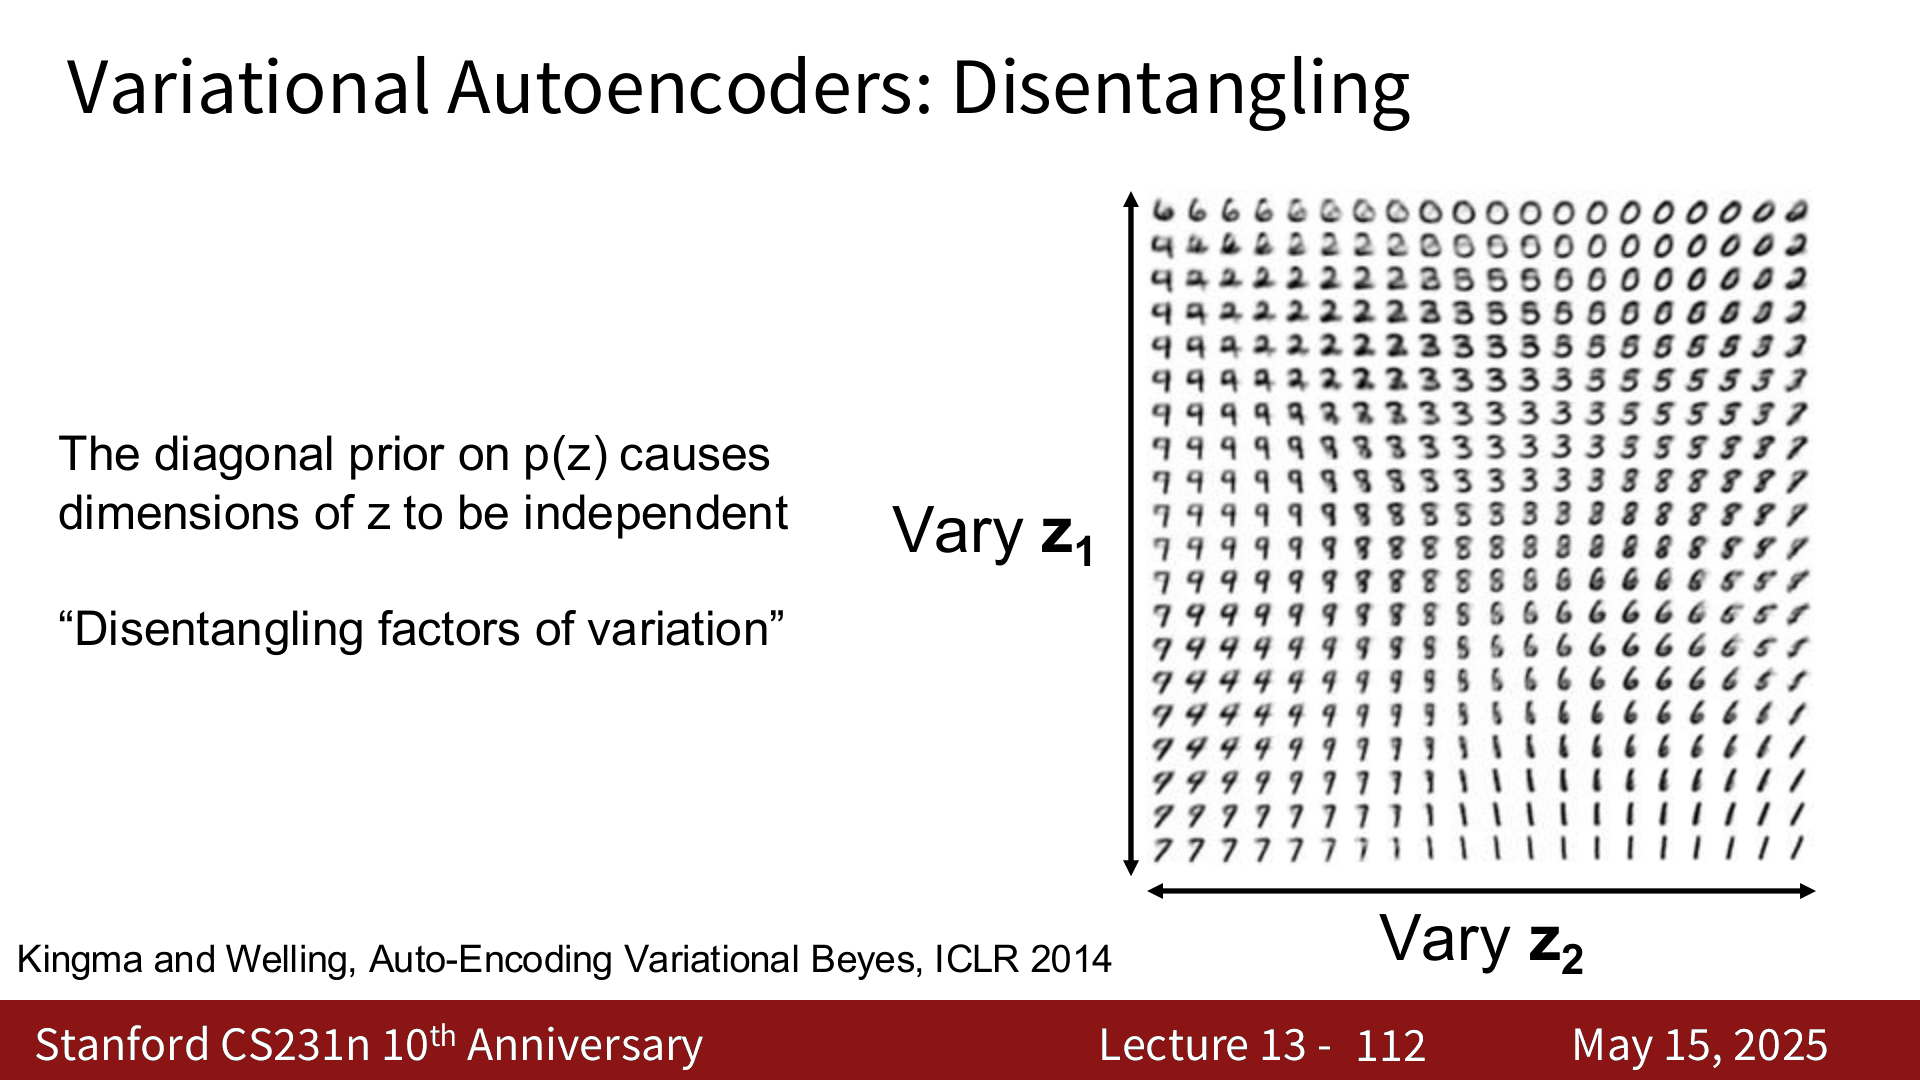 Variational Autoencoders: Disentangling
The diagonal prior on p(z) causes
dimensions of z to be independent
“Disentangling factors of variation”
Vary z1
Vary z2
Kingma and Welling, Auto-Encoding Variational Beyes, ICLR 2014
Stanford CS231n 10th Anniversary
Lecture 13 - 112
May 15, 2025